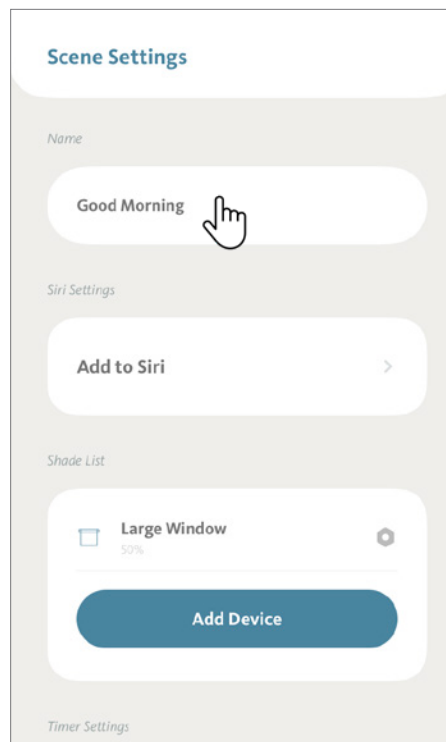 Scene Settings
Name
Good Morning
Siri Settings
Add to Siri
Shade List
Large Window
50%
Add Device
Timer Settings